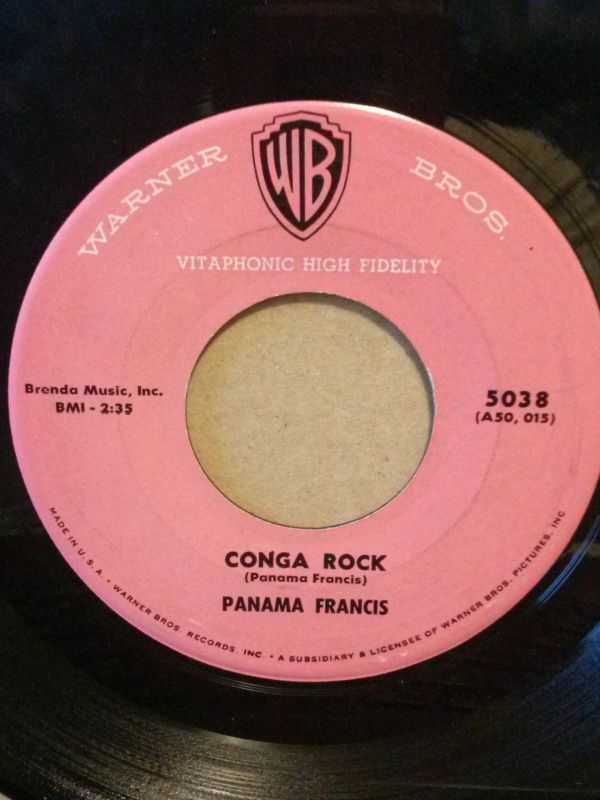 WARNER BROS.
WB
VITAPHONIC HIGH FIDELITY
Brenda Music, Inc.
BMI - 2:35
5038
(A50, 015)
CONGA ROCK
(Panama Francis)
PANAMA FRANCIS
MADE IN U.S.A. • WARNER BROS. RECORDS, INC. • A SUBSIDIARY & LICENSEE OF WARNER BROS. PICTURES, INC